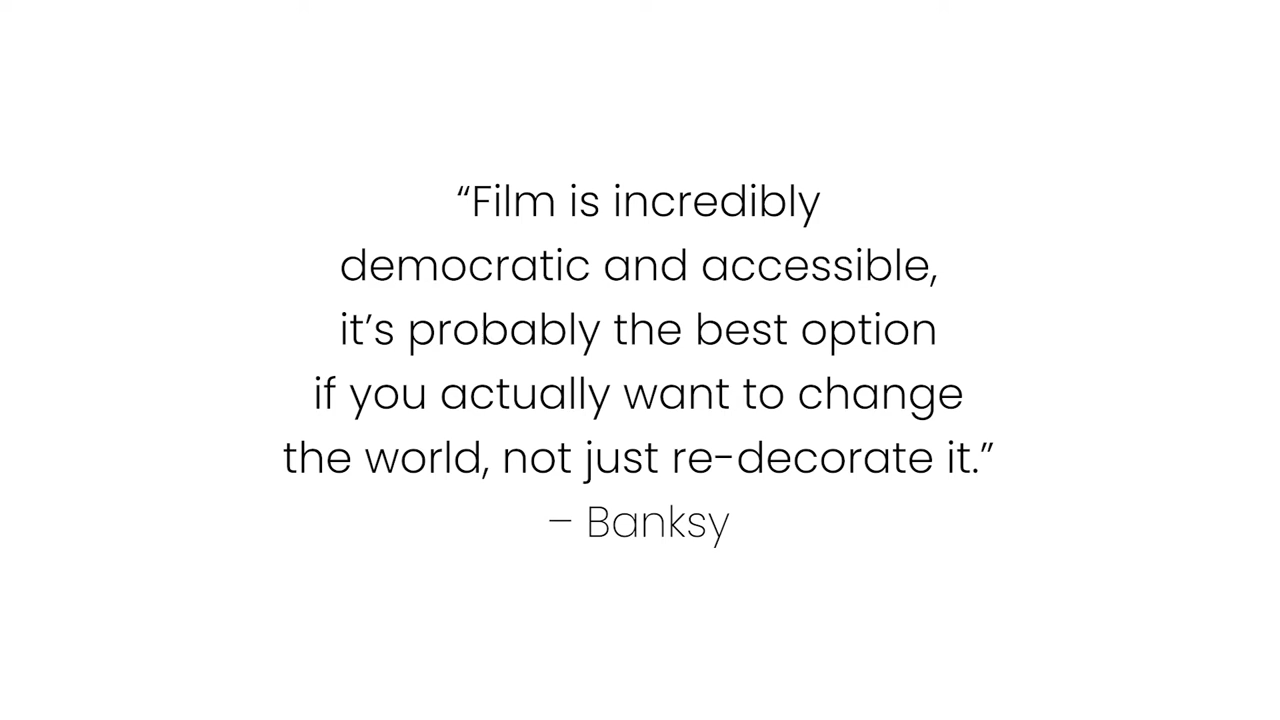 “Film is incredibly
democratic and accessible,
it’s probably the best option
if you actually want to change
the world, not just re-decorate it.”
– Banksy